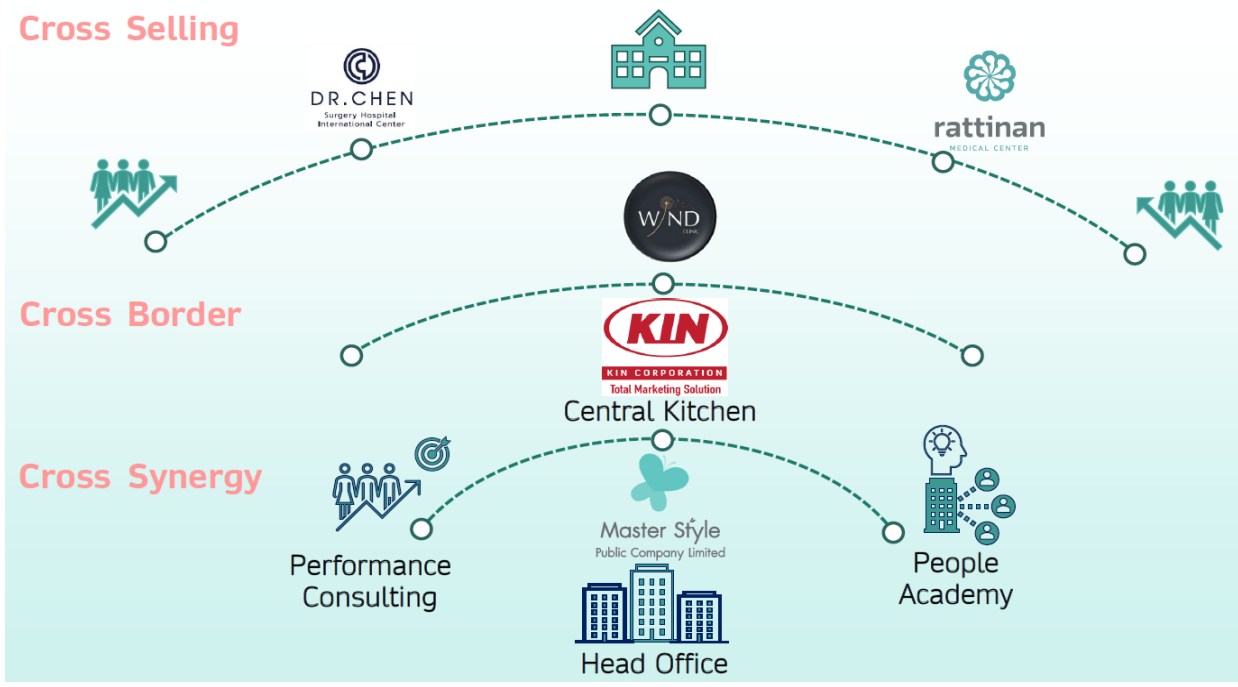 Cross Selling
DR.CHEN
Surgery Hospital
International Center
rattinan
MEDICAL CENTER
WIND
CLINIC
Cross Border
KIN
KIN CORPORATION
Total Marketing Solution
Central Kitchen
Cross Synergy
Master Style
Public Company Limited
Performance
Consulting
People
Academy
Head Office